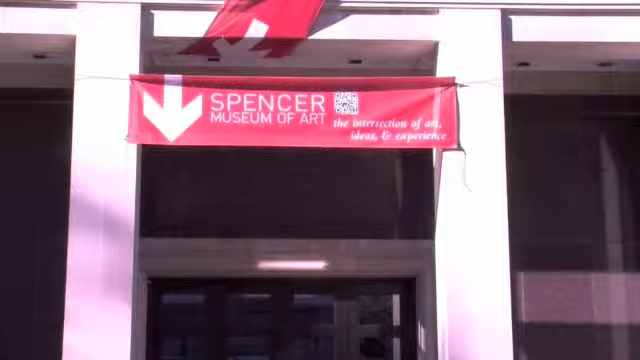 SPENCER
MUSEUM OF ART
the intersection of art,
ideas, & experience